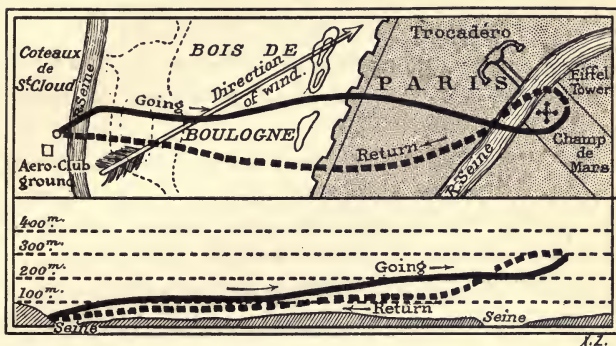 Coteaux
de
St. Cloud
R. Seine
BOIS DE
BOULOGNE
Going
Direction
of wind.
Trocadéro
PARIS
Eiffel
Tower
Champ
de
Mars
Return
R. Seine
Aero-Club
ground
400m.
300m.
200m.
100m.
Going
Return
Seine
Seine
X.Z.